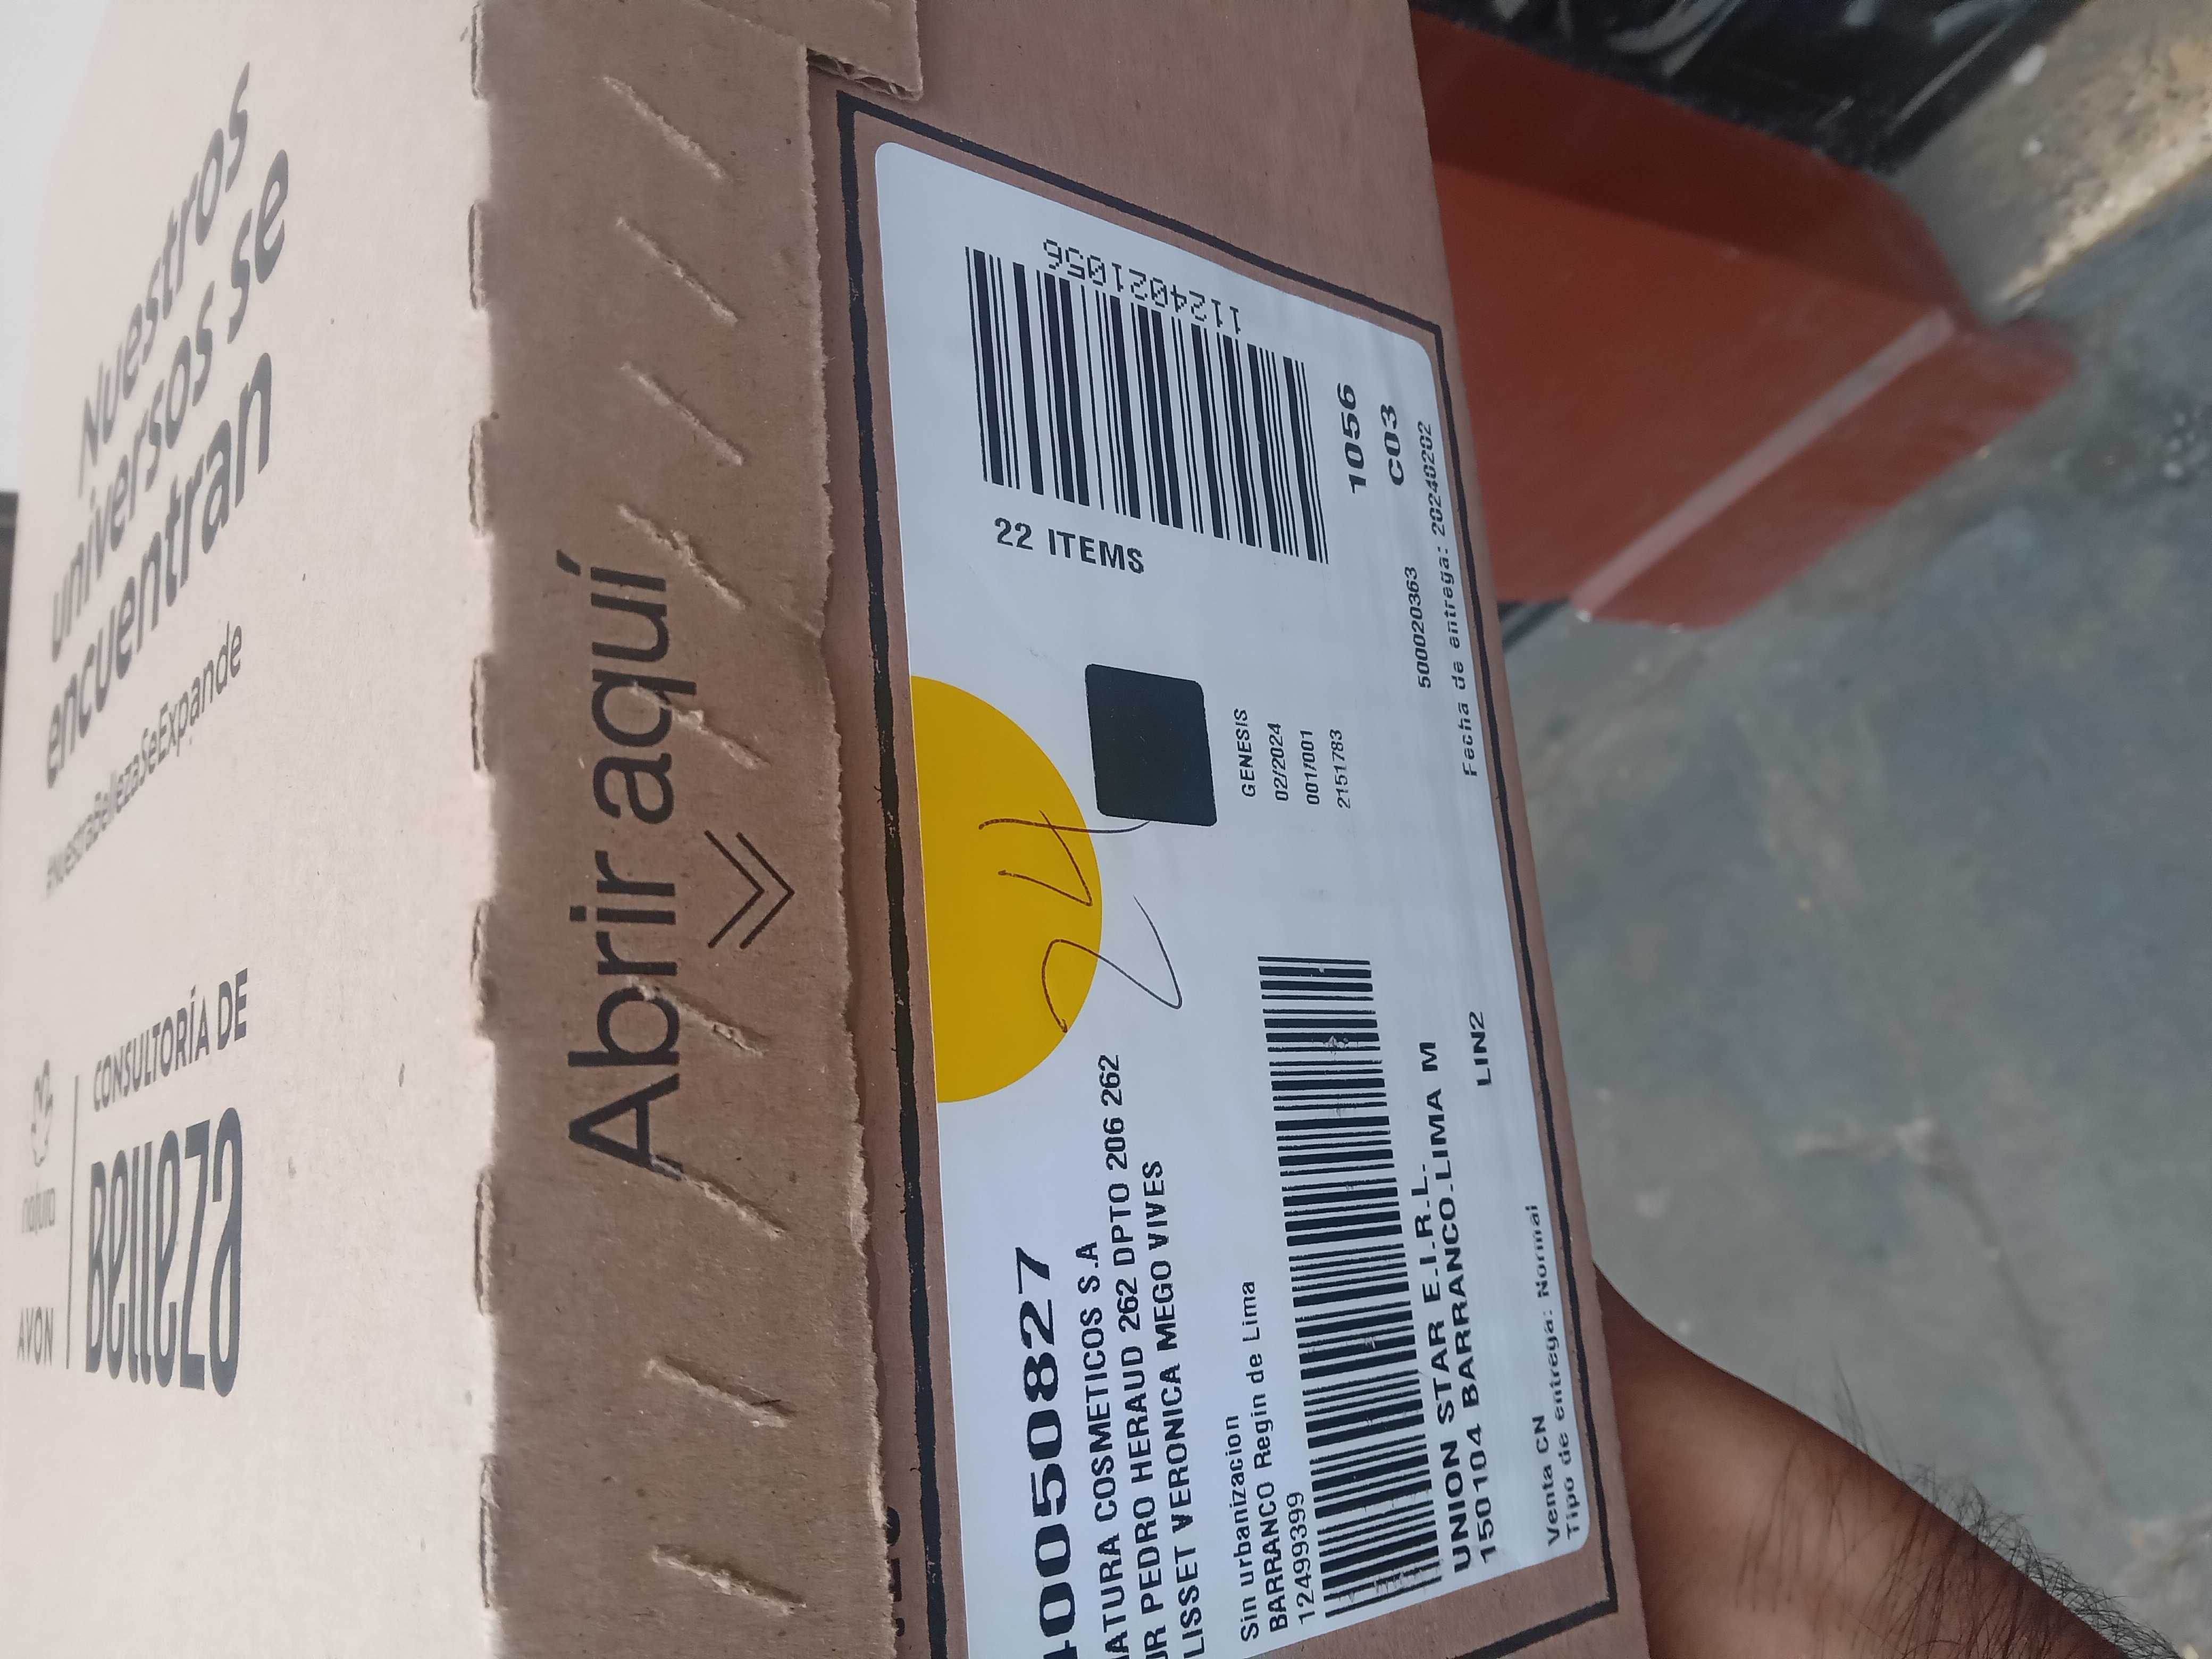 Nuestros
universos se
encuentran
#NuestraBellezaSeExpande
AVON
natura
CONSULTORÍA DE
Belleza
Abrir aquí
4005050827
NATURA COSMETICOS S.A
JR PEDRO HERAUD 262 DPTO 206 262
LISSET VERONICA MEGO VIVES
Sin urbanizacion
BARRANCO Regin de Lima
124993399
UNION STAR E.I.R.L.
150104 BARRANCO.LIMA M
LIN2
Venta CN
Tipo de entrega: Normal
24
GENESIS
02/2024
001/001
2151783
22 ITEMS
1124021056
1056
C03
500020363
Fecha de entrega: 20240202